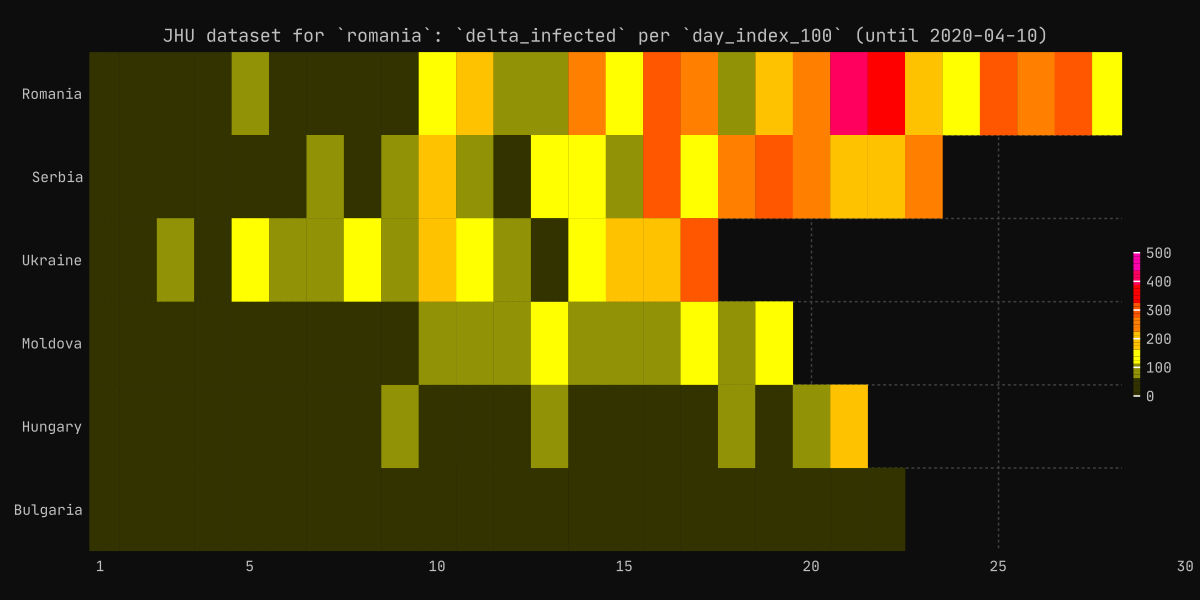 JHU dataset for `romania`: `delta_infected` per `day_index_100` (until 2020-04-10)
Romania
Serbia
Ukraine
Moldova
Hungary
Bulgaria
500
400
300
200
100
0
1 5 10 15 20 25 30